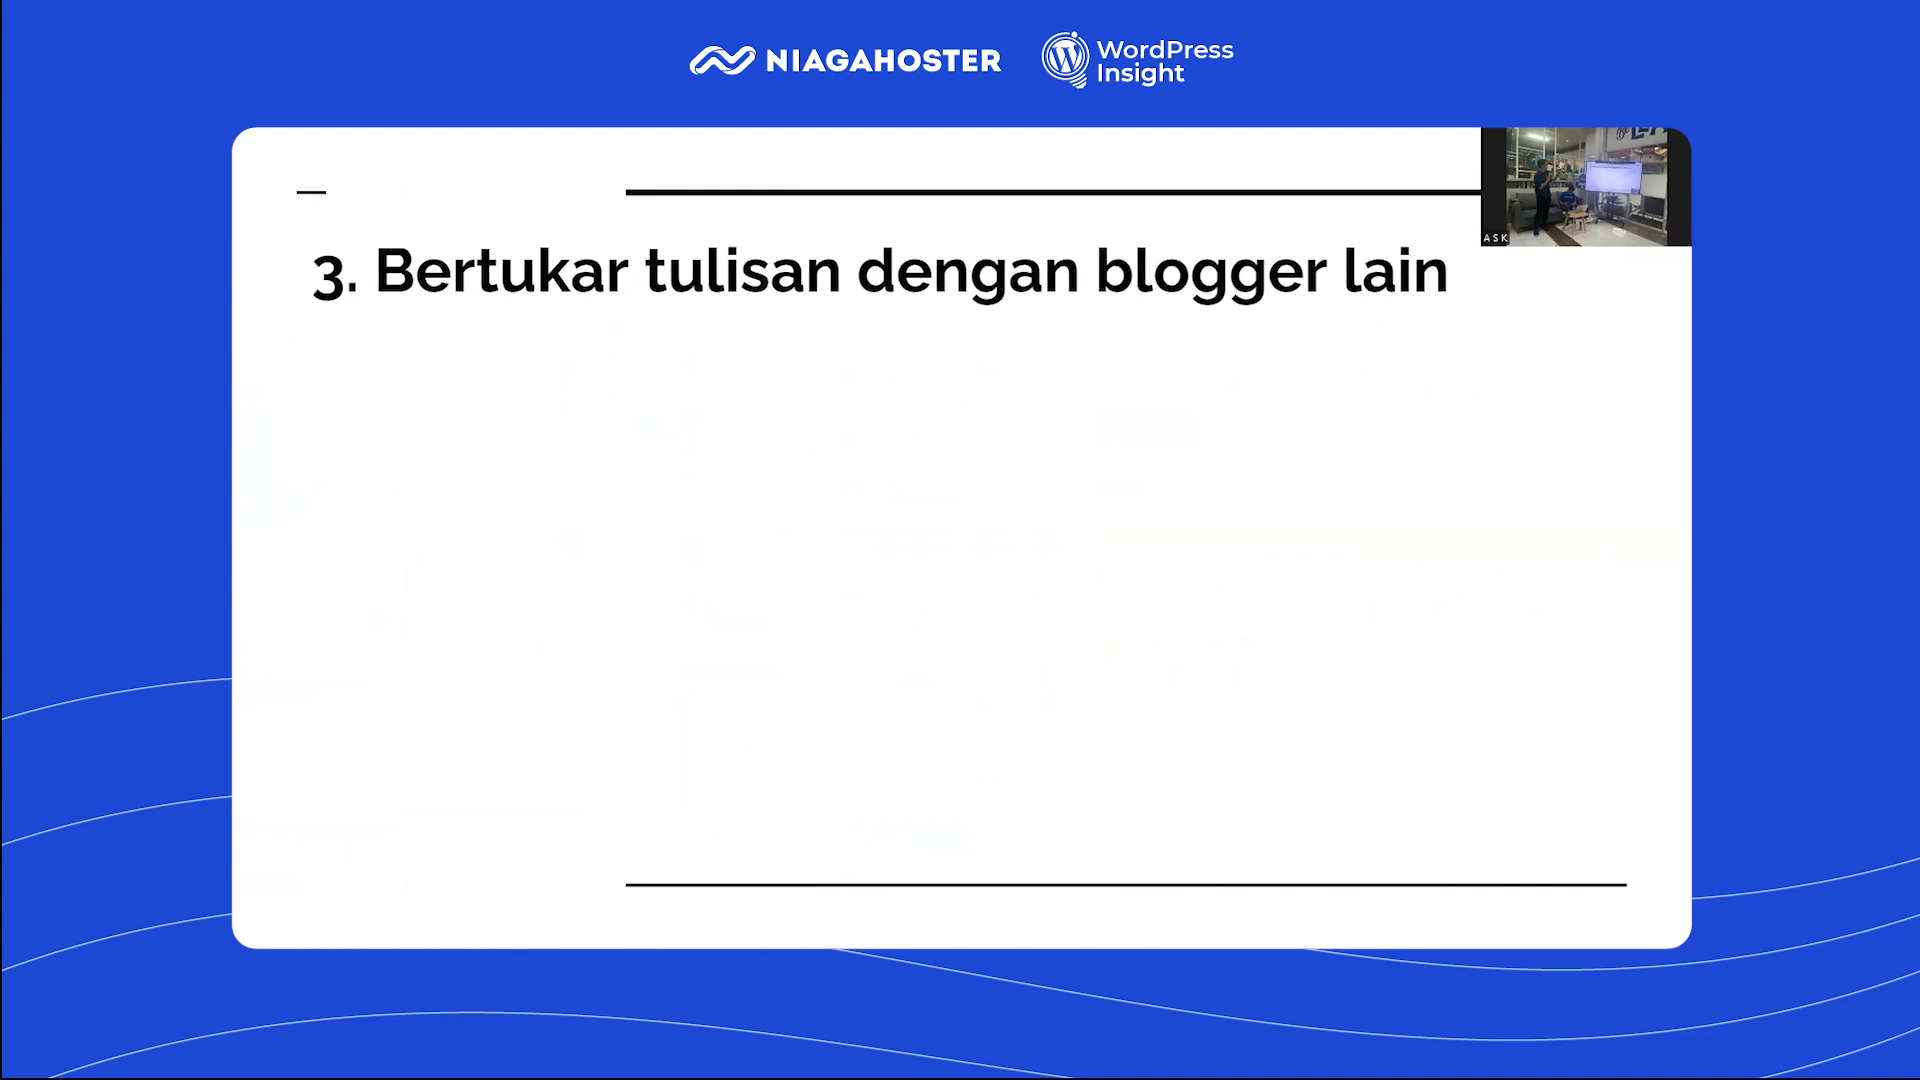 NIAGAHOSTER
WordPress
Insight
3. Bertukar tulisan dengan blogger lain
ASK